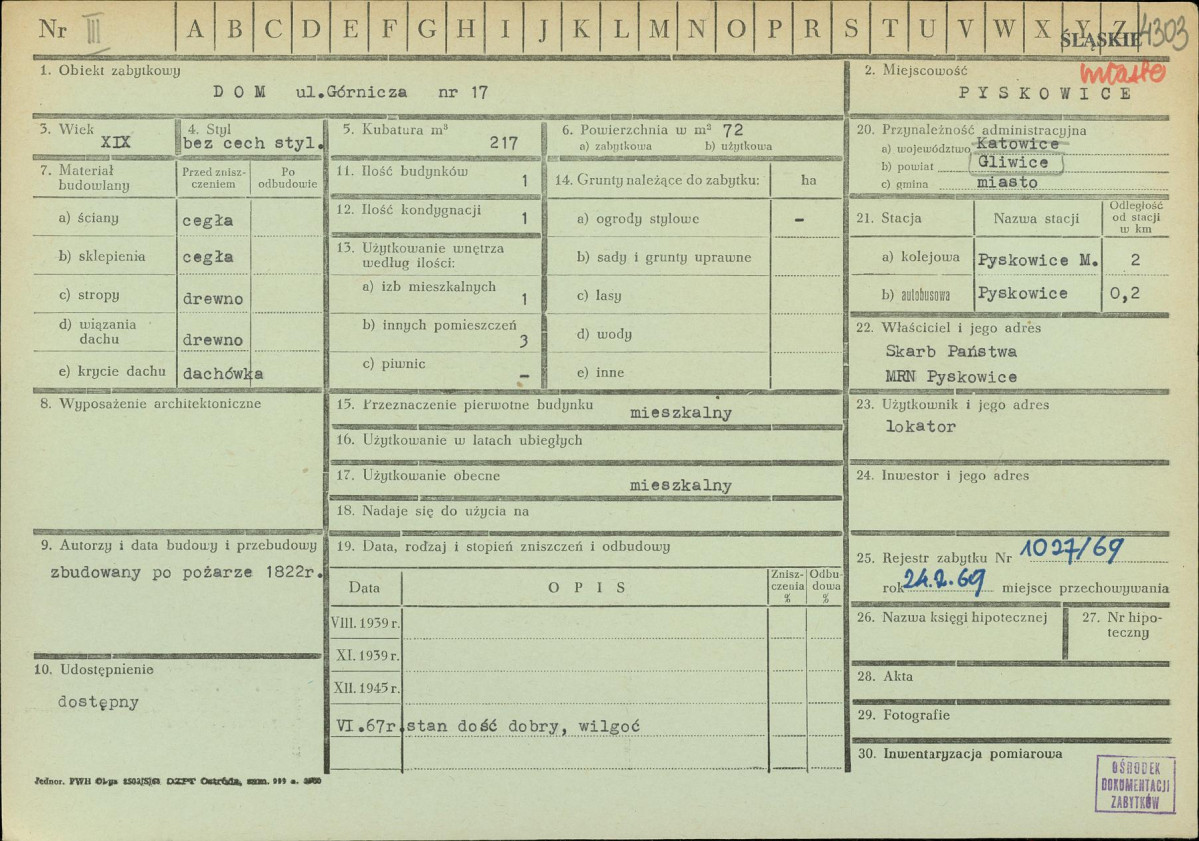 Nr III A B C D E F G H I J K L M N O P R S T U V W X Y Z ŚLĄSKIE 4303
1. Obiekt zabytkowy
DOM ul.Górnicza nr 17
2. Miejscowość miasto
PYSKOWICE
3. Wiek
XIX
4. Styl
bez cech styl.
5. Kubatura m³
217
6. Powierzchnia w m² 72
a) zabytkowa b) użytkowa
20. Przynależność administracyjna
a) województwo Katowice
b) powiat Gliwice
c) gmina miasto
7. Materiał budowlany
Przed zniszczeniem
Po odbudowie
a) ściany cegła
b) sklepienia cegła
c) stropy drewno
d) wiązania dachu drewno
e) krycie dachu dachówka
11. Ilość budynków 1
12. Ilość kondygnacji 1
13. Użytkowanie wnętrza
według ilości:
a) izb mieszkalnych 1
b) innych pomieszczeń 3
c) piwnic –
14. Grunty należące do zabytku: ha
a) ogrody stylowe –
b) sady i grunty uprawne
c) lasy
d) wody
e) inne
21. Stacja
Nazwa stacji
Odległość
od stacji
w km
a) kolejowa Pyskowice M. 2
b) autobusowa Pyskowice 0,2
22. Właściciel i jego adres
Skarb Państwa
MRN Pyskowice
8. Wyposażenie architektoniczne
15. Przeznaczenie pierwotne budynku mieszkalny
16. Użytkowanie w latach ubiegłych
17. Użytkowanie obecne mieszkalny
18. Nadaje się do użycia na
23. Użytkownik i jego adres
lokator
24. Inwestor i jego adres
9. Autorzy i data budowy i przebudowy
zbudowany po pożarze 1822r.
19. Data, rodzaj i stopień zniszczeń i odbudowy
Data OPIS
Zniszczenia %
Odbudowa %
VIII. 1939 r.
XI. 1939 r.
XII. 1945 r.
VI.67r. stan dość dobry, wilgoć
25. Rejestr zabytku Nr 1027/69
rok 24.2.69 miejsce przechowywania
26. Nazwa księgi hipotecznej
27. Nr hipoteczny
10. Udostępnienie
dostępny
28. Akta
29. Fotografie
30. Inwentaryzacja pomiarowa
OŚRODEK
DOKUMENTACJI
ZABYTKÓW
Jednor. DZPT Ostróda, zam. 999 a.